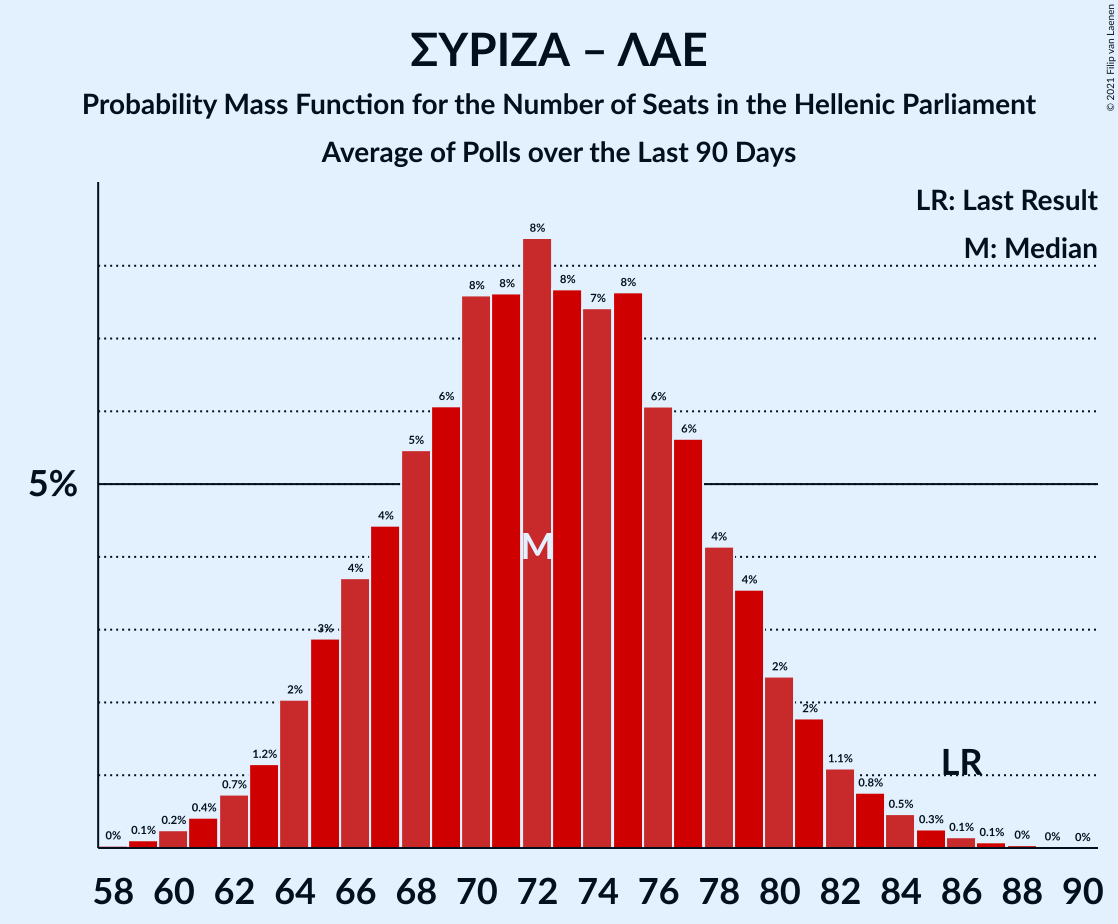 ΣΥΡΙΖΑ – ΛΑΕ
Probability Mass Function for the Number of Seats in the Hellenic Parliament
Average of Polls over the Last 90 Days
© 2021 Filip van Laenen
LR: Last Result
M: Median
5%
0% 0.1% 0.2% 0.4% 0.7% 1.2% 2% 3% 4% 4% 5% 6% 8% 8% 8% 8% 7% 8% 6% 6% 4% 4% 2% 2% 1.1% 0.8% 0.5% 0.3% 0.1% 0.1% 0% 0% 0%
M
LR
58 60 62 64 66 68 70 72 74 76 78 80 82 84 86 88 90